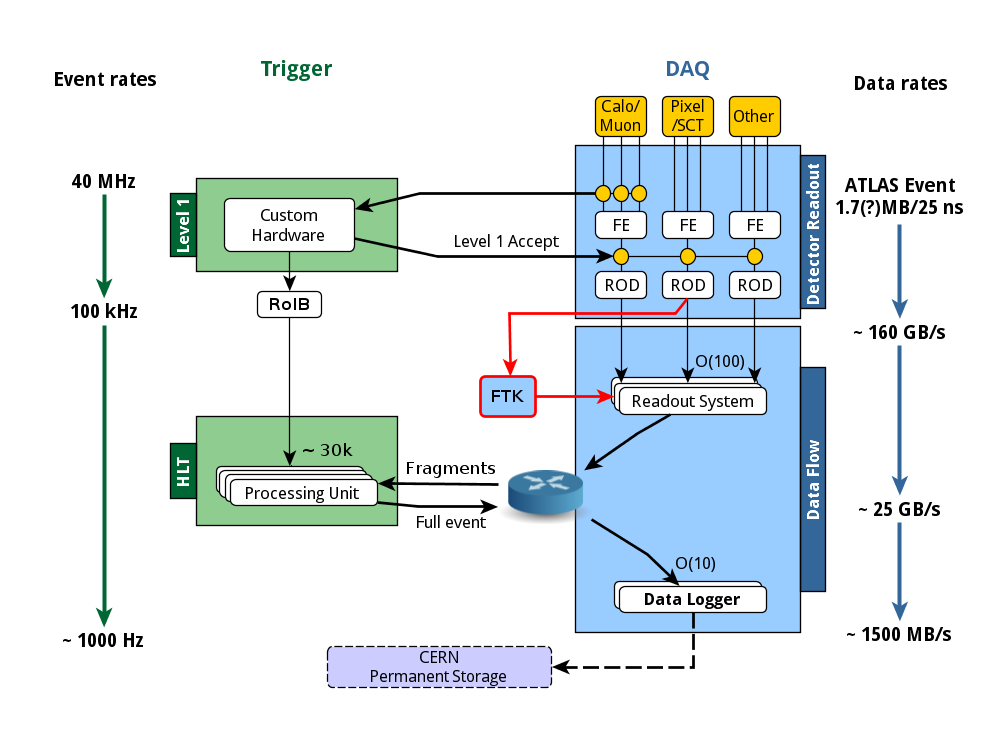 Event rates
Trigger
DAQ
Data rates
Calo/
Muon
Pixel
/SCT
Other
40 MHz
Level 1
Custom
Hardware
Level 1 Accept
FE
FE
FE
ROD
ROD
ROD
Detector Readout
ATLAS Event
1.7(?)MB/25 ns
100 kHz
RoIB
~ 160 GB/s
O(100)
FTK
Readout System
HLT
~ 30k
Processing Unit
Fragments
Full event
Data Flow
~ 25 GB/s
O(10)
Data Logger
~ 1000 Hz
~ 1500 MB/s
CERN
Permanent Storage